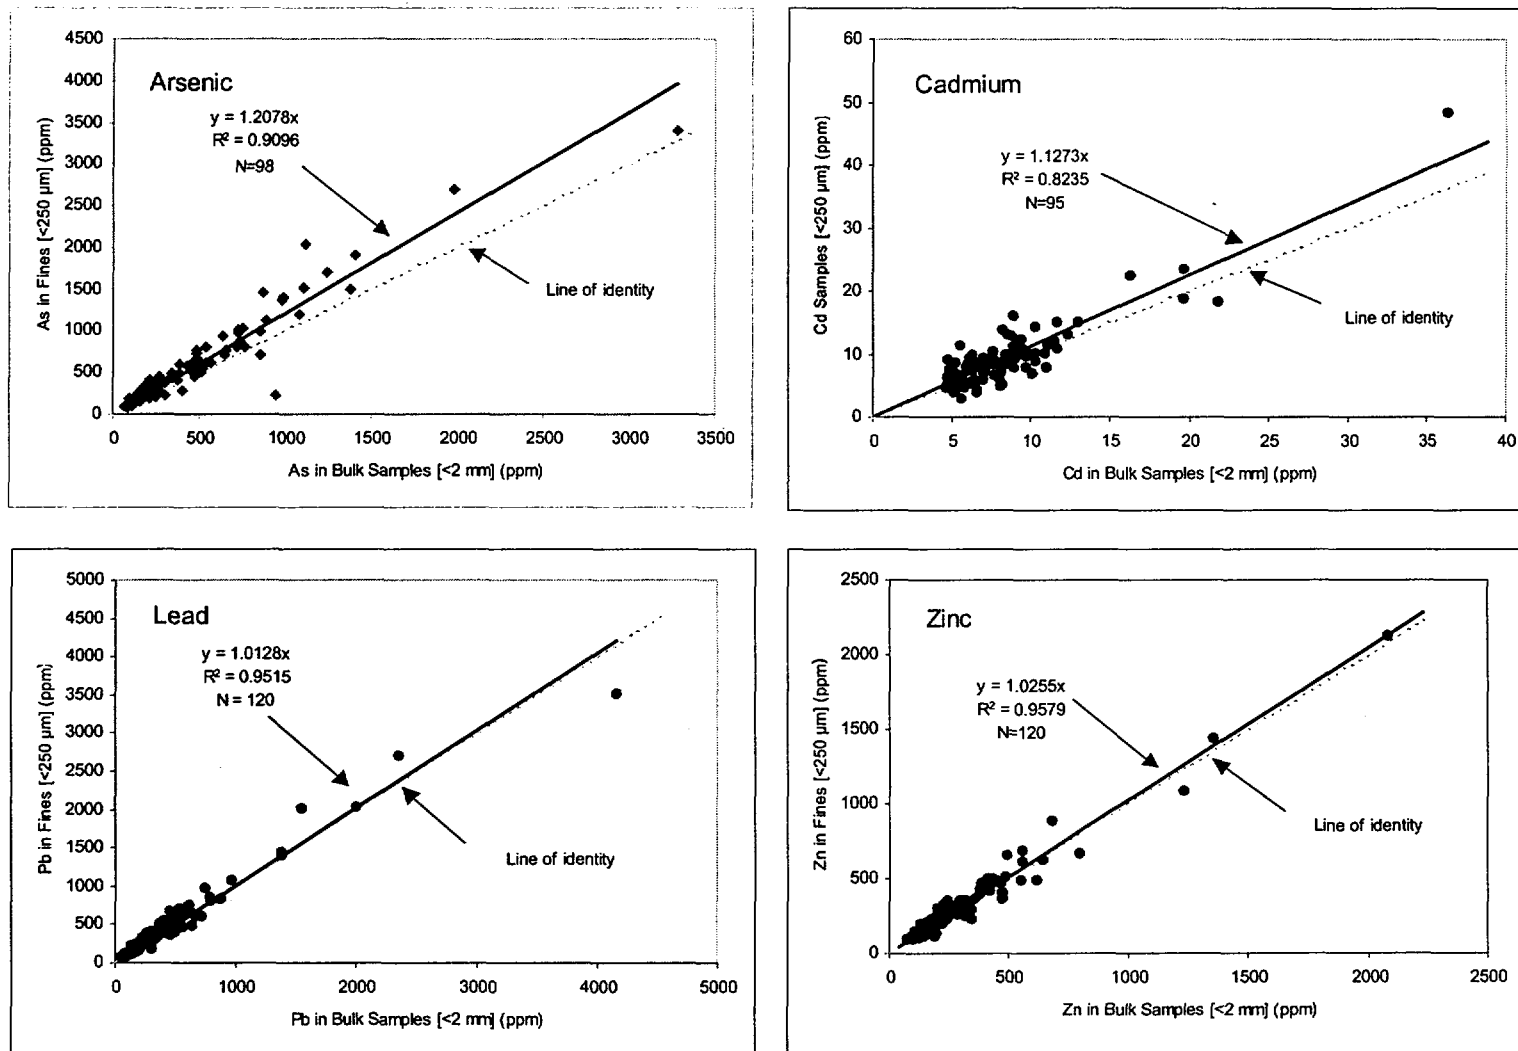 Arsenic
y = 1.2078x
R² = 0.9096
N=98
Line of identity
As in Fines [<250 µm] (ppm)
4500
4000
3500
3000
2500
2000
1500
1000
500
0
0 500 1000 1500 2000 2500 3000 3500
As in Bulk Samples [<2 mm] (ppm)
Cadmium
y = 1.1273x
R² = 0.8235
N=95
Line of identity
Cd Samples [<250 µm] (ppm)
60
50
40
30
20
10
0
0 5 10 15 20 25 30 35 40
Cd in Bulk Samples [<2 mm] (ppm)
Lead
y = 1.0128x
R² = 0.9515
N = 120
Line of identity
Pb in Fines [<250 µm] (ppm)
5000
4500
4000
3500
3000
2500
2000
1500
1000
500
0
0 1000 2000 3000 4000 5000
Pb in Bulk Samples [<2 mm] (ppm)
Zinc
y = 1.0255x
R² = 0.9579
N=120
Line of identity
Zn in Fines [<250 µm] (ppm)
2500
2000
1500
1000
500
0
0 500 1000 1500 2000 2500
Zn in Bulk Samples [<2 mm] (ppm)